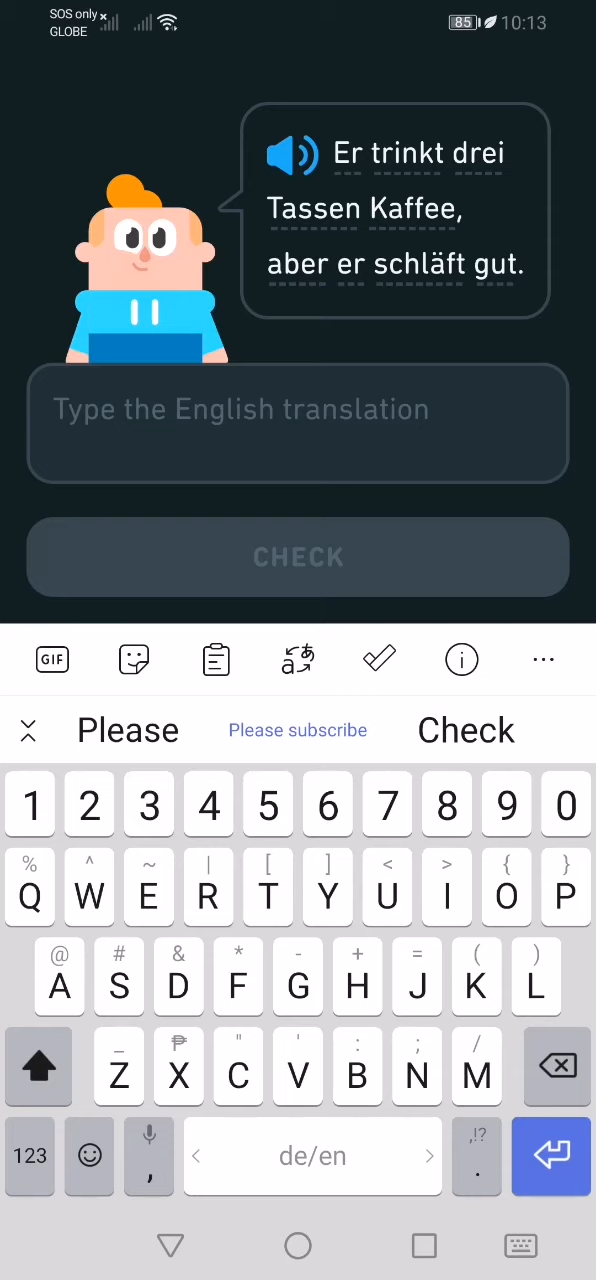 SOS only
GLOBE
85 10:13
Er trinkt drei
Tassen Kaffee,
aber er schläft gut.
Type the English translation
CHECK
GIF aあ ...
Please Please subscribe Check
1 2 3 4 5 6 7 8 9 0
% ^ ~ | [ ] < > { }
Q W E R T Y U I O P
@ # & * - + = ( )
A S D F G H J K L
_ ₱ " ' : ; /
Z X C V B N M
123 , < de/en > ,!? .